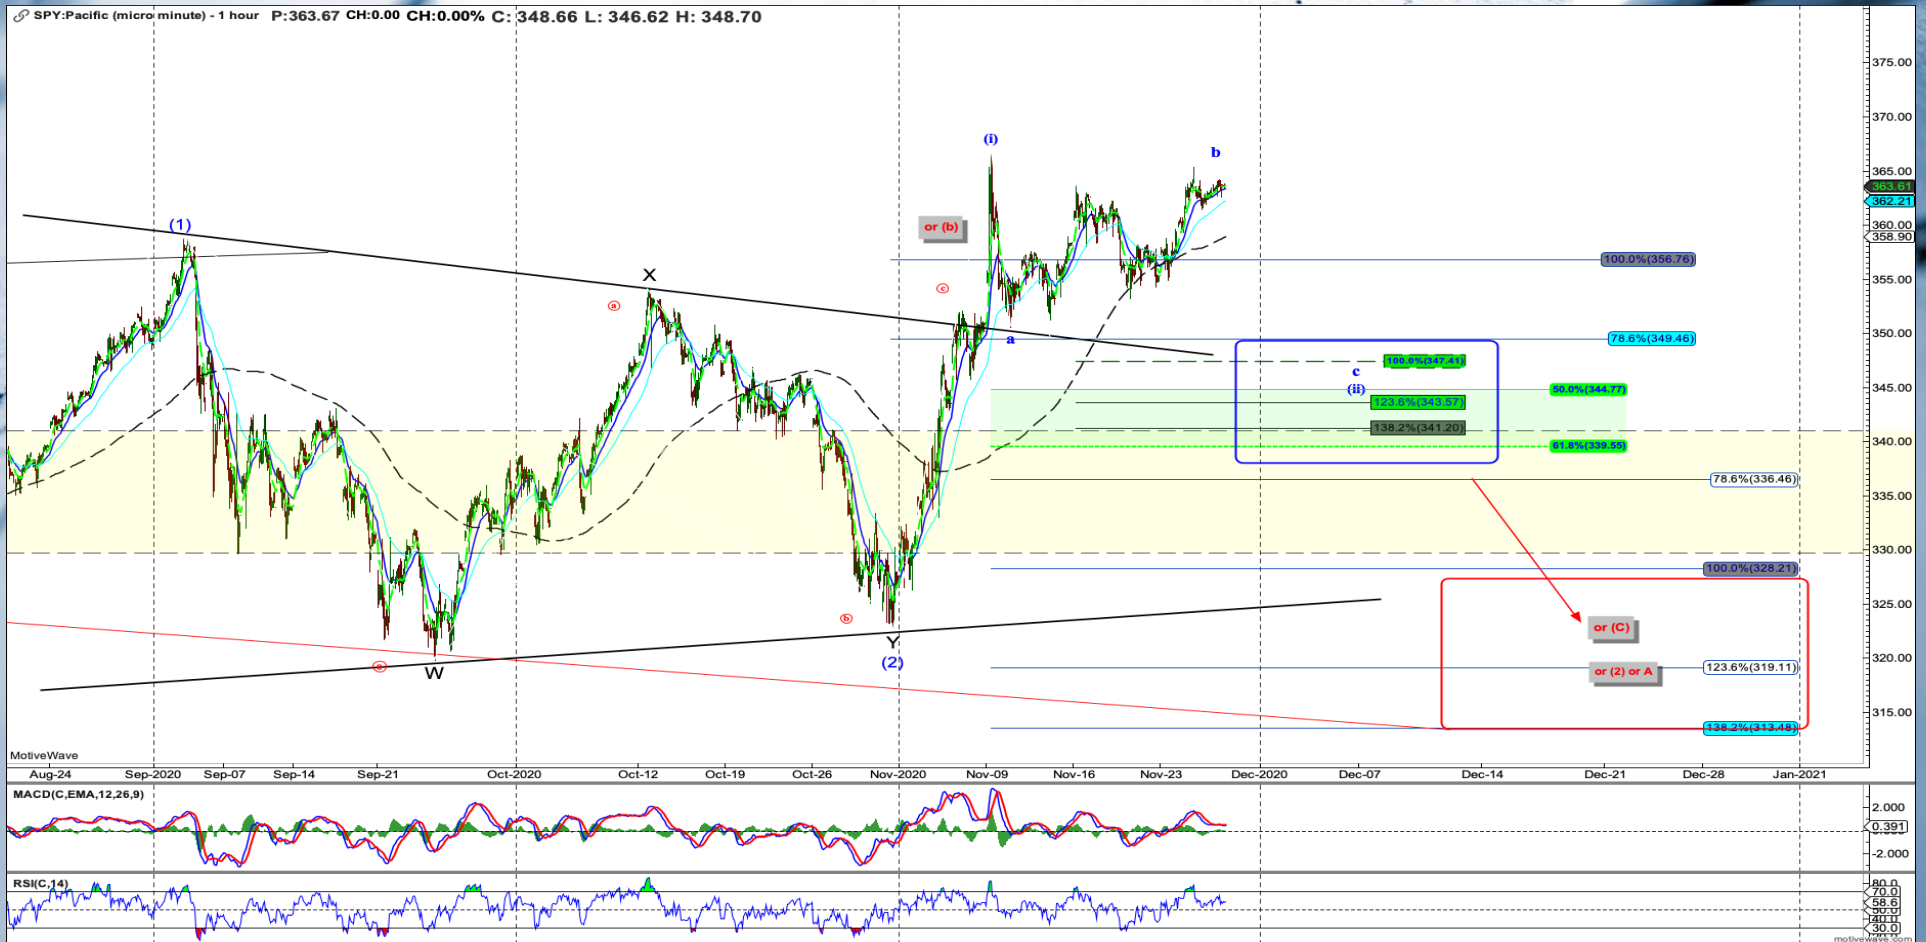 SPY:Pacific (micro minute) - 1 hour P:363.67 CH:0.00 CH:0.00% C: 348.66 L: 346.62 H: 348.70
375.00
370.00
365.00
363.61
362.21
360.00
358.90
355.00
350.00
345.00
340.00
335.00
330.00
325.00
320.00
315.00
(1)
X
(i)
b
or (b)
a
c
a
100.0%(356.76)
78.6%(349.46)
100.0%(347.41)
c
(ii)
50.0%(344.77)
123.6%(343.57)
138.2%(341.20)
61.8%(339.55)
78.6%(336.46)
100.0%(328.21)
b
Y
(2)
W
or (C)
or (2) or A
123.6%(319.11)
138.2%(313.48)
MotiveWave
Aug-24 Sep-2020 Sep-07 Sep-14 Sep-21 Oct-2020 Oct-12 Oct-19 Oct-26 Nov-2020 Nov-09 Nov-16 Nov-23 Dec-2020 Dec-07 Dec-14 Dec-21 Dec-28 Jan-2021
MACD(C,EMA,12,26,9)
2.000
0.391
-2.000
RSI(C,14)
80.0
70.0
58.6
50.0
40.0
30.0
motivewave.com